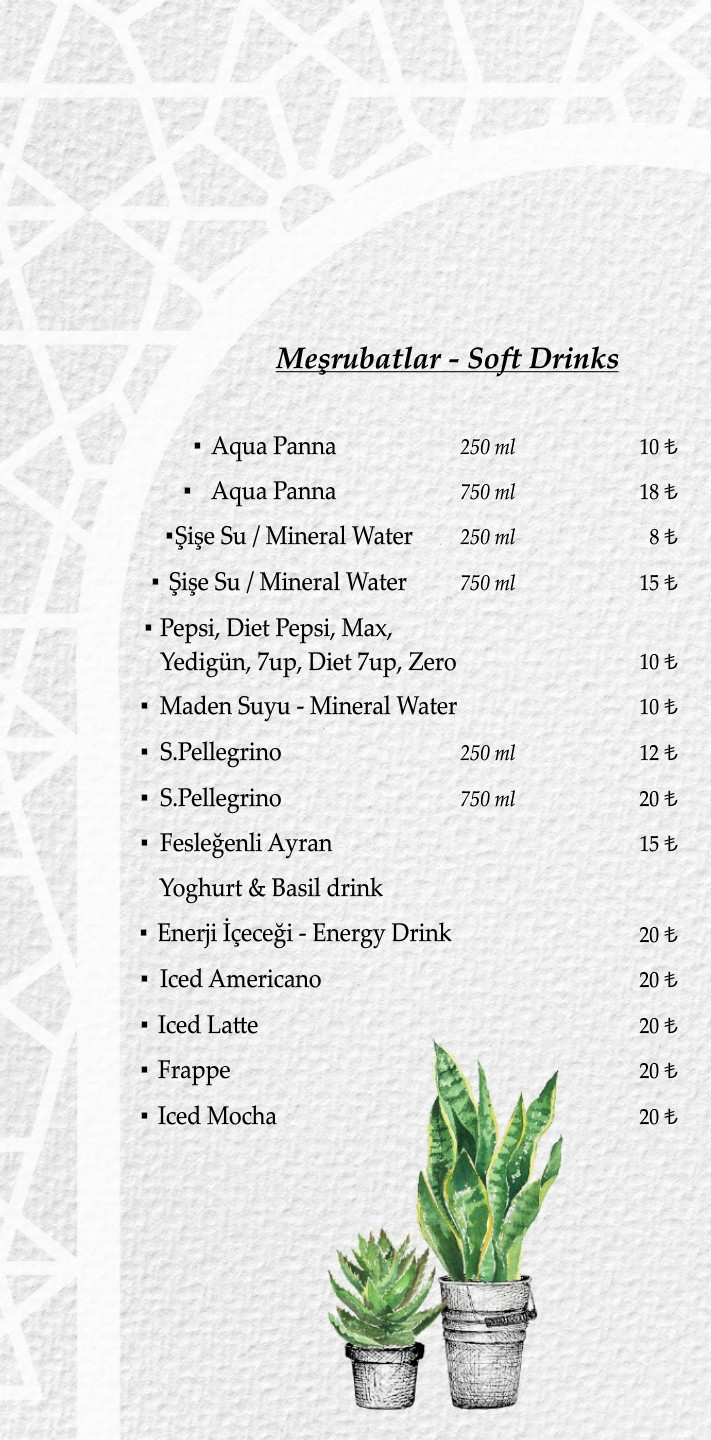 Meşrubatlar - Soft Drinks
▪ Aqua Panna 250 ml 10 ₺
▪ Aqua Panna 750 ml 18 ₺
▪Şişe Su / Mineral Water 250 ml 8 ₺
▪ Şişe Su / Mineral Water 750 ml 15 ₺
▪ Pepsi, Diet Pepsi, Max,
Yedigün, 7up, Diet 7up, Zero 10 ₺
▪ Maden Suyu - Mineral Water 10 ₺
▪ S.Pellegrino 250 ml 12 ₺
▪ S.Pellegrino 750 ml 20 ₺
▪ Fesleğenli Ayran 15 ₺
Yoghurt & Basil drink
▪ Enerji İçeceği - Energy Drink 20 ₺
▪ Iced Americano 20 ₺
▪ Iced Latte 20 ₺
▪ Frappe 20 ₺
▪ Iced Mocha 20 ₺